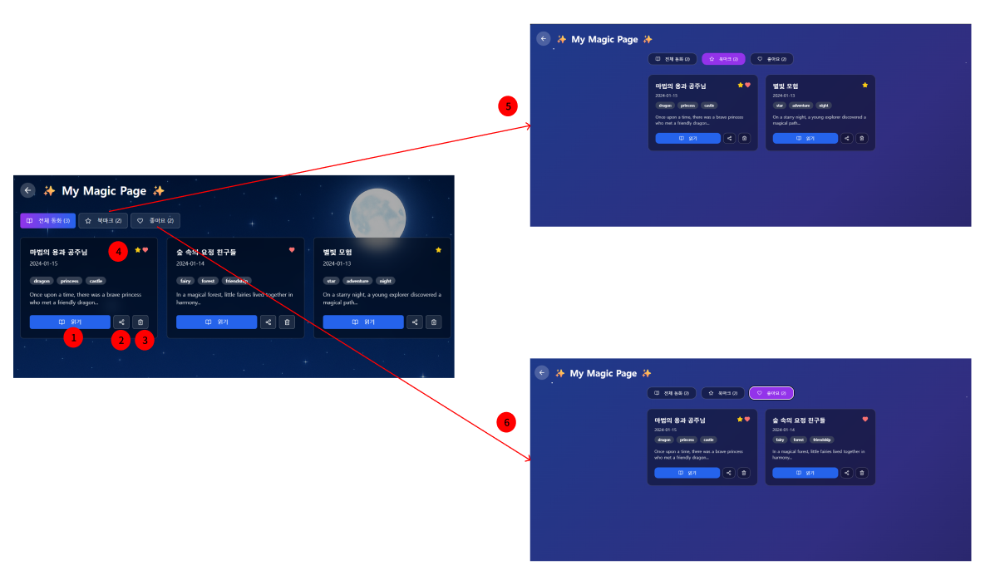 ✨ My Magic Page ✨
전체 동화 (3) 북마크 (2) 좋아요 (2)
마법의 용과 공주님
4
2024-01-15
dragon princess castle
Once upon a time, there was a brave princess
who met a friendly dragon...
읽기
1
2
3
숲 속의 요정 친구들
2024-01-14
fairy forest friendship
In a magical forest, little fairies lived together in
harmony...
읽기
별빛 모험
2024-01-13
star adventure night
On a starry night, a young explorer discovered a
magical path...
읽기
5
✨ My Magic Page ✨
전체 동화 (2) 북마크 (2) 좋아요 (2)
마법의 용과 공주님
2024-01-15
dragon princess castle
Once upon a time, there was a brave princess
who met a friendly dragon...
읽기
별빛 모험
2024-01-13
star adventure night
On a starry night, a young explorer discovered a
magical path...
읽기
6
✨ My Magic Page ✨
전체 동화 (2) 북마크 (2) 좋아요 (2)
마법의 용과 공주님
2024-01-15
dragon princess castle
Once upon a time, there was a brave princess
who met a friendly dragon...
읽기
숲 속의 요정 친구들
2024-01-14
fairy forest friendship
In a magical forest, little fairies lived together in
harmony...
읽기